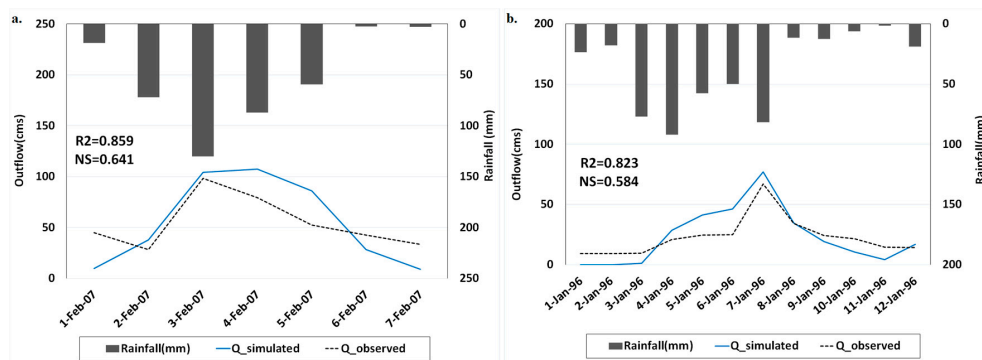 a.
250
200
150
100
50
0
Outflow(cms)
0
50
100
150
200
250
Rainfall (mm)
R2=0.859
NS=0.641
1-Feb-07
2-Feb-07
3-Feb-07
4-Feb-07
5-Feb-07
6-Feb-07
7-Feb-07
Rainfall(mm) Q_simulated Q_observed
b.
200
150
100
50
0
Outflow(cms)
0
50
100
150
200
Rainfall(mm)
R2=0.823
NS=0.584
1-Jan-96
2-Jan-96
3-Jan-96
4-Jan-96
5-Jan-96
6-Jan-96
7-Jan-96
8-Jan-96
9-Jan-96
10-Jan-96
11-Jan-96
12-Jan-96
Rainfall(mm) Q_simulated Q_observed